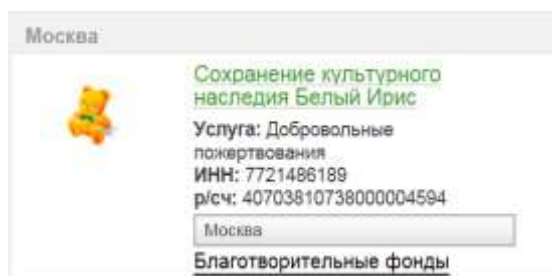 Москва
Сохранение культурного
наследия Белый Ирис
Услуга: Добровольные
пожертвования
ИНН: 7721486189
р/сч: 40703810738000004594
Москва
Благотворительные фонды